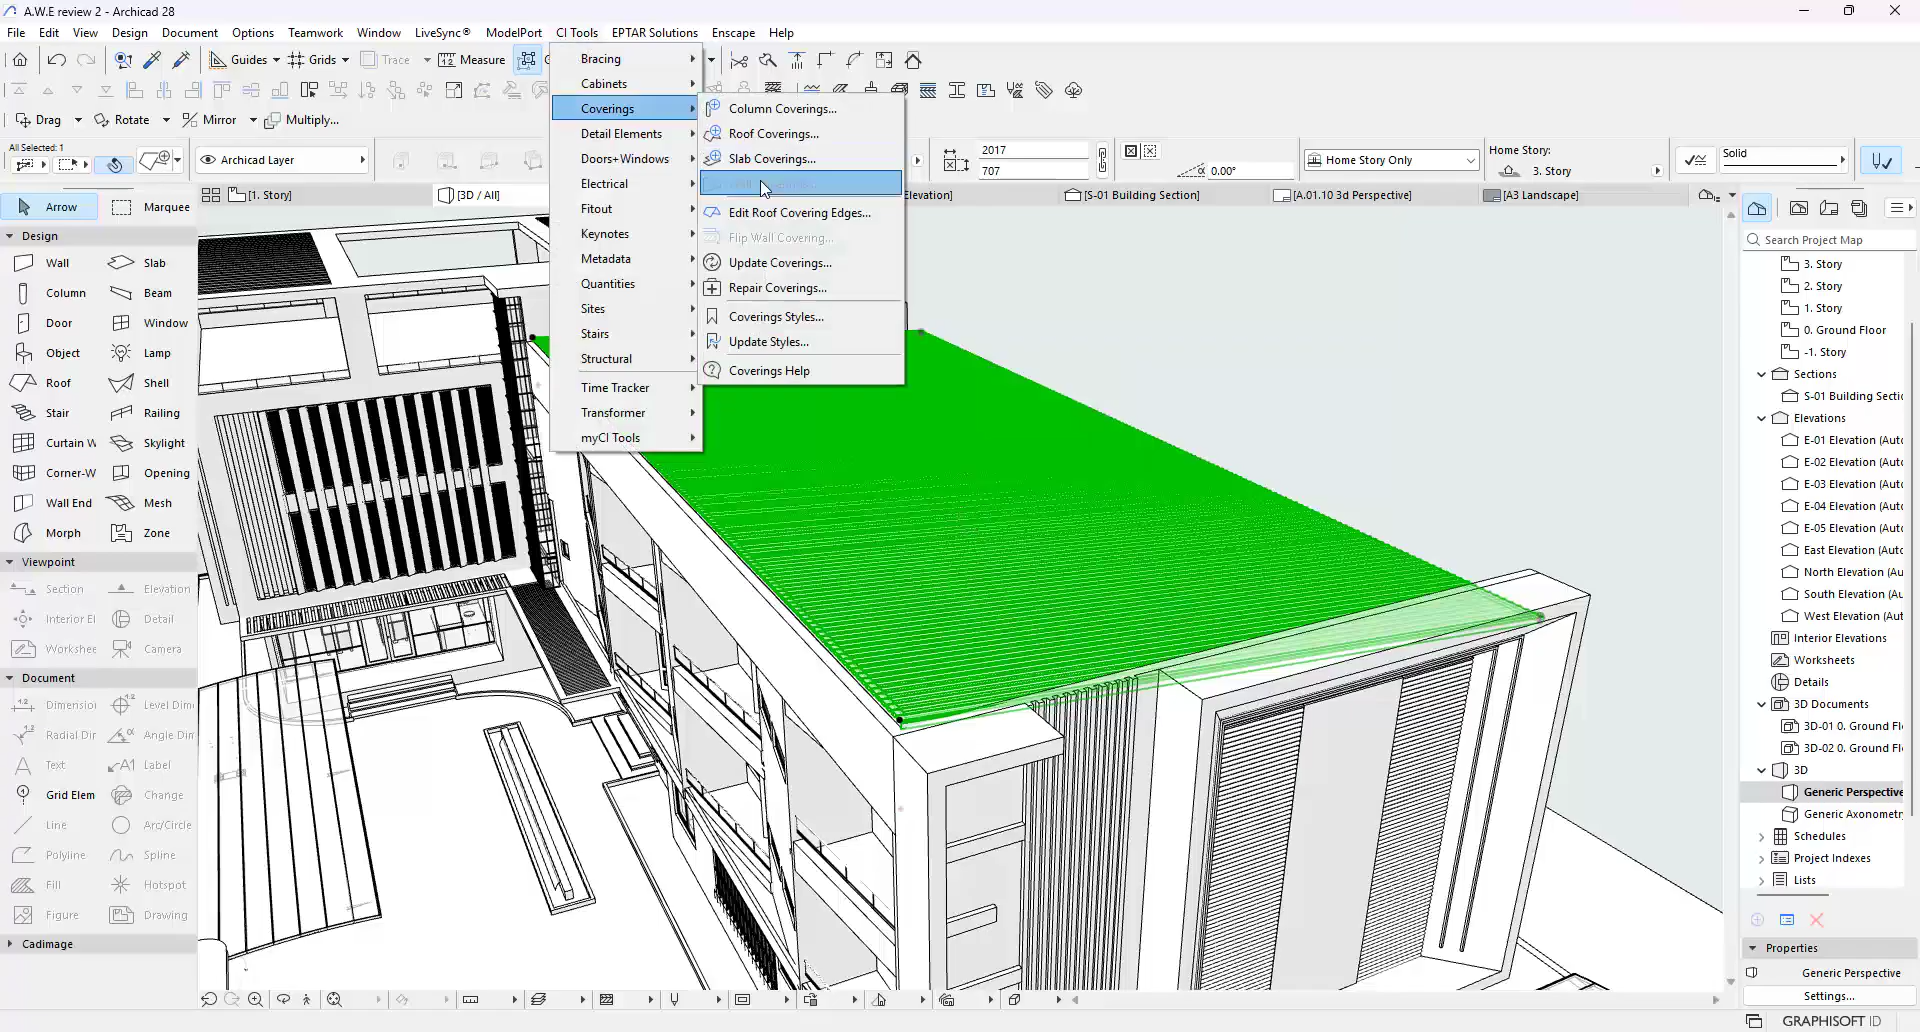 A.W.E review 2 - Archicad 28
File Edit View Design Document Options Teamwork Window LiveSync® ModelPort CI Tools EPTAR Solutions Enscape Help
Guides Grids Trace Measure
Drag Rotate Mirror Multiply...
All Selected: 1
Archicad Layer
2017
707
0.00°
Home Story Only
Home Story:
3. Story
Solid
[1. Story] [3D / All] Elevation) [S-01 Building Section] [A.01.10 3d Perspective] [A3 Landscape]
Arrow Marquee
Design
Wall Slab
Column Beam
Door Window
Object Lamp
Roof Shell
Stair Railing
Curtain W Skylight
Corner-W Opening
Wall End Mesh
Morph Zone
Viewpoint
Section Elevation
Interior El Detail
Workshee Camera
Document
Dimensio Level Dim
Radial Dir Angle Dim
Text Label
Grid Elem Change
Line Arc/Circle
Polyline Spline
Fill Hotspot
Figure Drawing
Cadimage
Bracing
Cabinets
Coverings
Detail Elements
Doors+Windows
Electrical
Fitout
Keynotes
Metadata
Quantities
Sites
Stairs
Structural
Time Tracker
Transformer
myCI Tools
Column Coverings...
Roof Coverings...
Slab Coverings...
Edit Roof Covering Edges...
Flip Wall Covering...
Update Coverings...
Repair Coverings...
Coverings Styles...
Update Styles...
Coverings Help
Search Project Map
3. Story
2. Story
1. Story
0. Ground Floor
-1. Story
Sections
S-01 Building Sectio
Elevations
E-01 Elevation (Auto
E-02 Elevation (Auto
E-03 Elevation (Auto
E-04 Elevation (Auto
E-05 Elevation (Auto
East Elevation (Auto
North Elevation (Au
South Elevation (Au
West Elevation (Aut
Interior Elevations
Worksheets
Details
3D Documents
3D-01 0. Ground Fl
3D-02 0. Ground Fl
3D
Generic Perspective
Generic Axonometr
Schedules
Project Indexes
Lists
Properties
Generic Perspective
Settings...
GRAPHISOFT ID